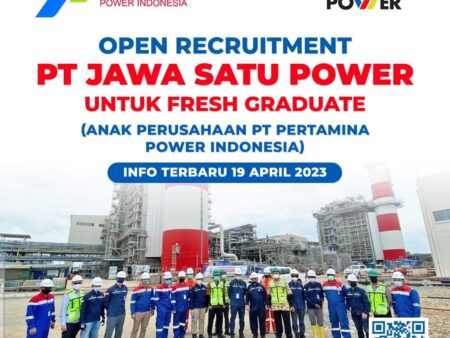 POWER INDONESIA
POWER
OPEN RECRUITMENT
PT JAWA SATU POWER
UNTUK FRESH GRADUATE
(ANAK PERUSAHAAN PT PERTAMINA
POWER INDONESIA)
INFO TERBARU 19 APRIL 2023